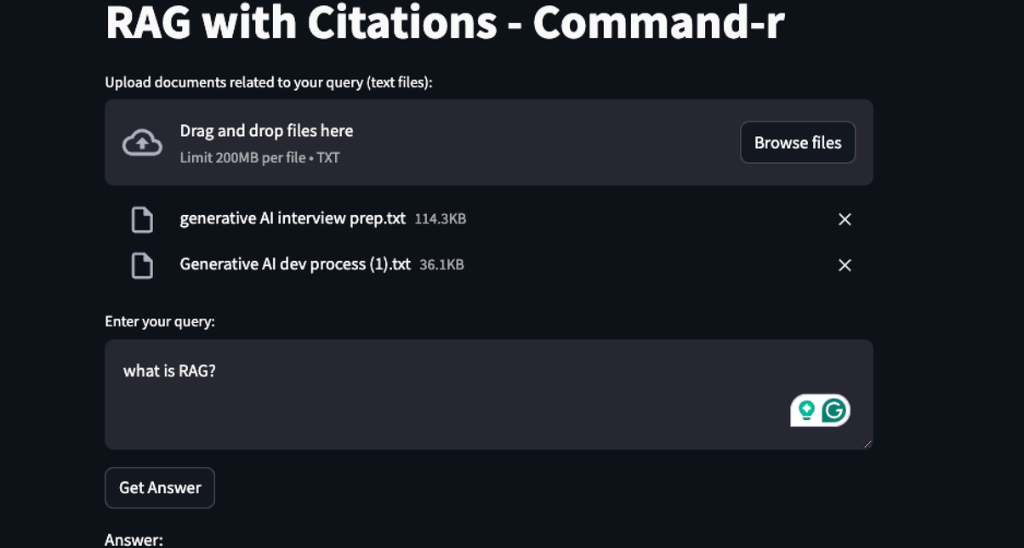 RAG with Citations - Command-r
Upload documents related to your query (text files):
Drag and drop files here
Limit 200MB per file • TXT
Browse files
generative AI interview prep.txt 114.3KB
Generative AI dev process (1).txt 36.1KB
Enter your query:
what is RAG?
Get Answer
Answer: